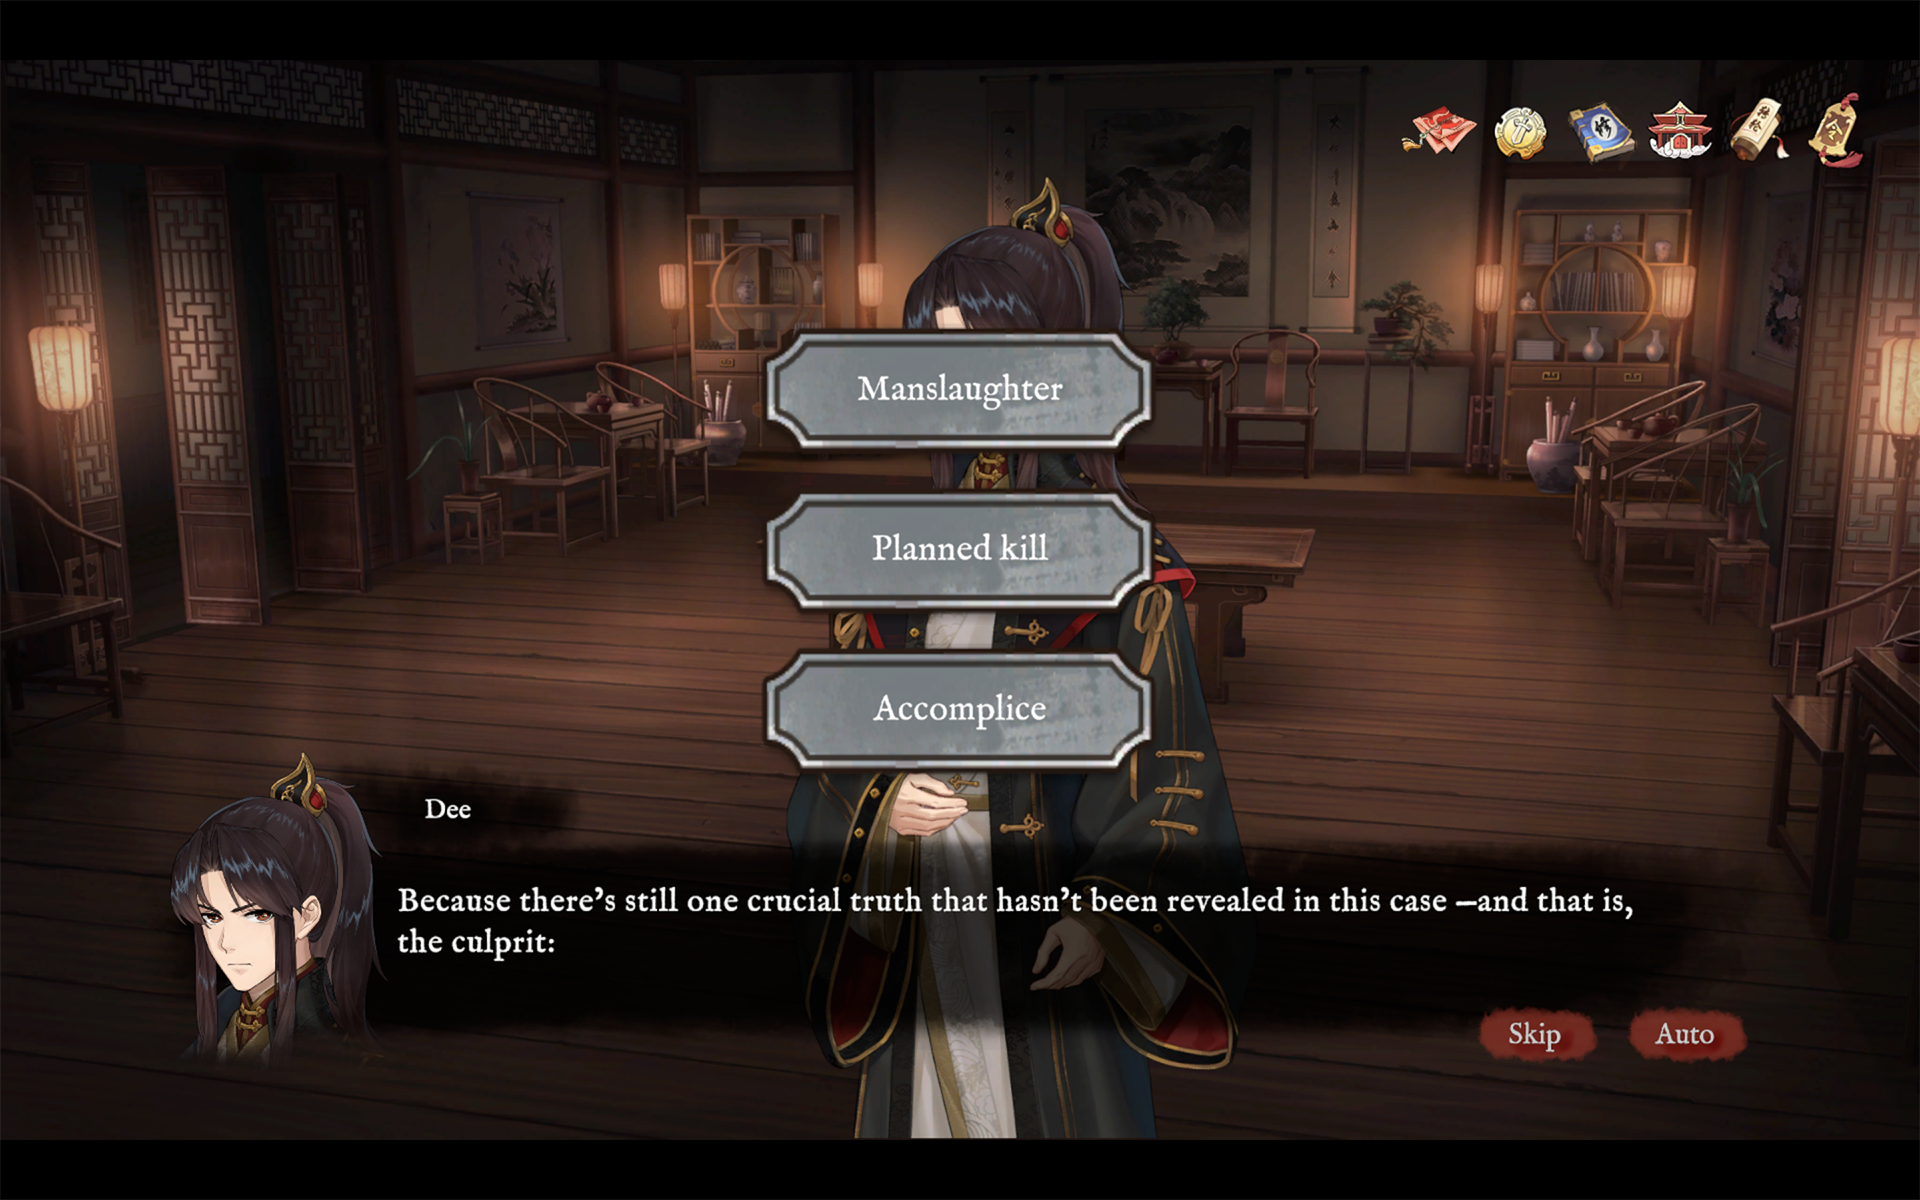 Manslaughter
Planned kill
Accomplice
Dee
Because there's still one crucial truth that hasn't been revealed in this case —and that is,
the culprit:
Skip
Auto